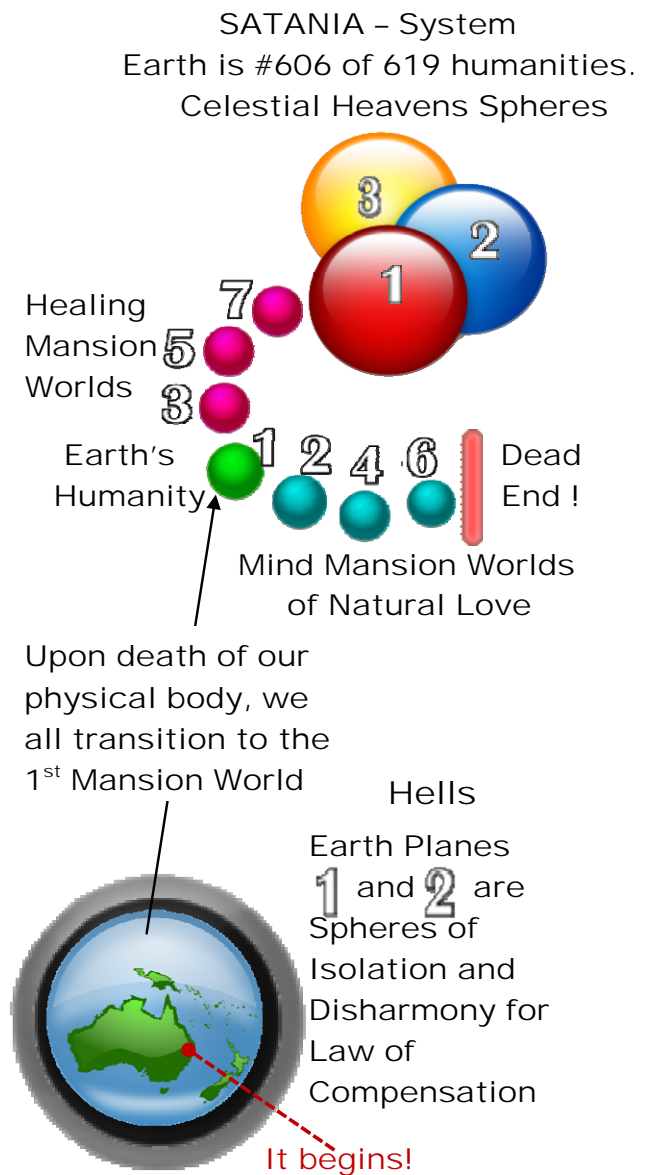 SATANIA – System
Earth is #606 of 619 humanities.
Celestial Heavens Spheres
3
2
1
7
Healing
Mansion
Worlds
5
3
Earth's
Humanity
1
2
4
6
Dead
End !
Mind Mansion Worlds
of Natural Love
Upon death of our
physical body, we
all transition to the
1st Mansion World
Hells
Earth Planes
1 and 2 are
Spheres of
Isolation and
Disharmony for
Law of
Compensation
It begins!